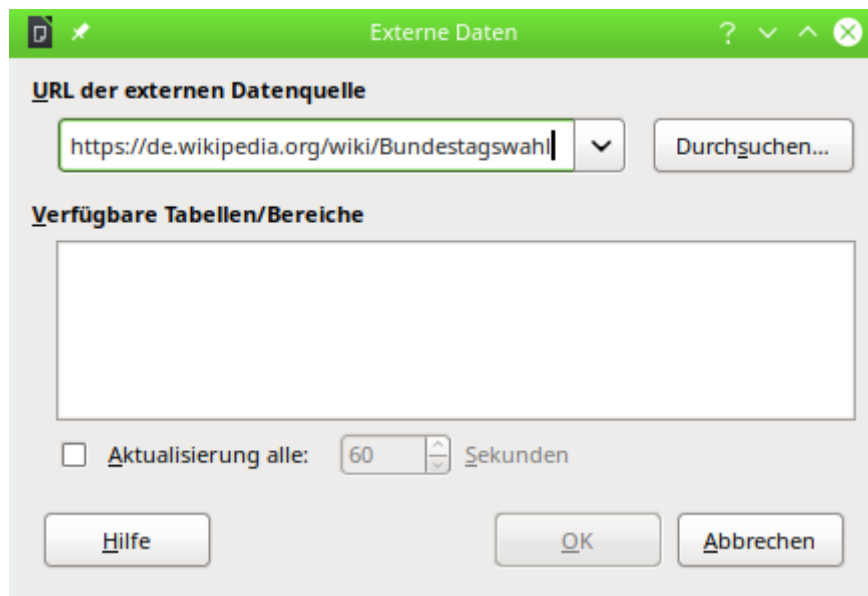 Externe Daten
URL der externen Datenquelle
https://de.wikipedia.org/wiki/Bundestagswahl
Durchsuchen...
Verfügbare Tabellen/Bereiche
Aktualisierung alle: 60 Sekunden
Hilfe OK Abbrechen